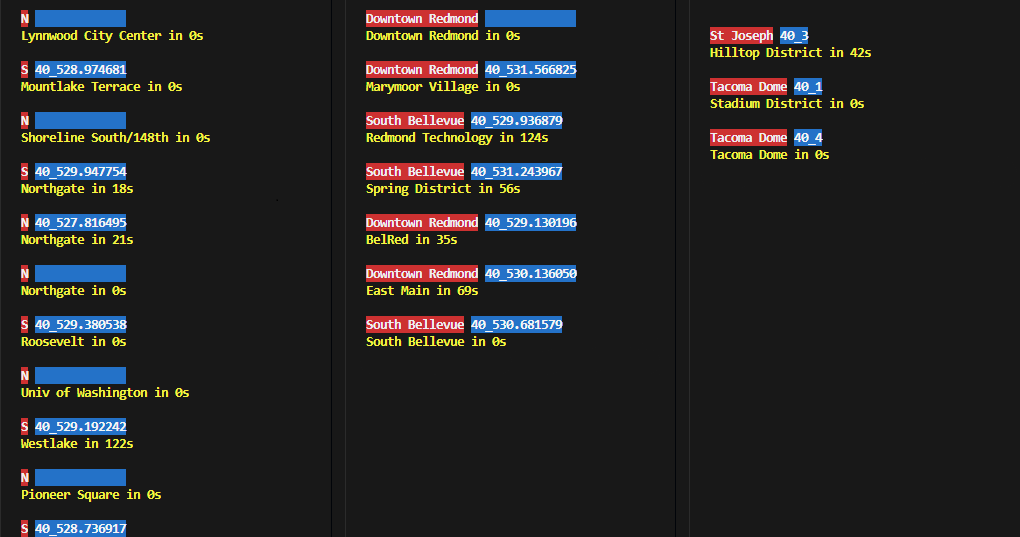 N
Lynnwood City Center in 0s
S 40_528.974681
Mountlake Terrace in 0s
N
Shoreline South/148th in 0s
S 40_529.947754
Northgate in 18s
N 40_527.816495
Northgate in 21s
N
Northgate in 0s
S 40_529.380538
Roosevelt in 0s
N
Univ of Washington in 0s
S 40_529.192242
Westlake in 122s
N
Pioneer Square in 0s
S 40_528.736917
Downtown Redmond
Downtown Redmond in 0s
Downtown Redmond 40_531.566825
Marymoor Village in 0s
South Bellevue 40_529.936879
Redmond Technology in 124s
South Bellevue 40_531.243967
Spring District in 56s
Downtown Redmond 40_529.130196
BelRed in 35s
Downtown Redmond 40_530.136050
East Main in 69s
South Bellevue 40_530.681579
South Bellevue in 0s
St Joseph 40_3
Hilltop District in 42s
Tacoma Dome 40_1
Stadium District in 0s
Tacoma Dome 40_4
Tacoma Dome in 0s